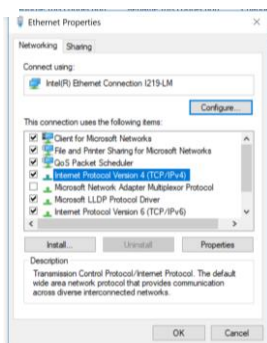 Ethernet Properties
Networking Sharing
Connect using:
Intel(R) Ethernet Connection I219-LM
Configure...
This connection uses the following items:
Client for Microsoft Networks
File and Printer Sharing for Microsoft Networks
QoS Packet Scheduler
Internet Protocol Version 4 (TCP/IPv4)
Microsoft Network Adapter Multiplexor Protocol
Microsoft LLDP Protocol Driver
Internet Protocol Version 6 (TCP/IPv6)
Install... Uninstall Properties
Description
Transmission Control Protocol/Internet Protocol. The default
wide area network protocol that provides communication
across diverse interconnected networks.
OK Cancel